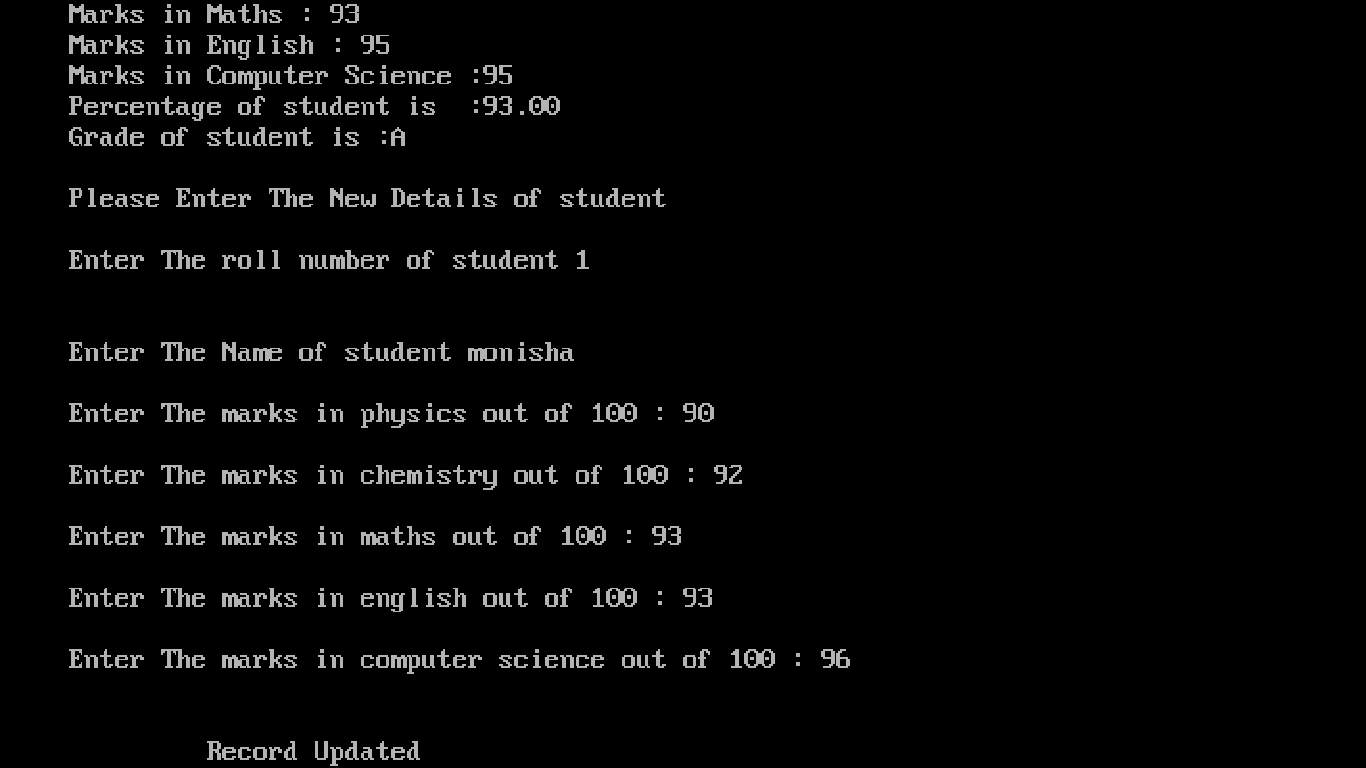 Marks in Maths : 93
Marks in English : 95
Marks in Computer Science :95
Percentage of student is  :93.00
Grade of student is :A
Please Enter The New Details of student
Enter The roll number of student 1
Enter The Name of student monisha
Enter The marks in physics out of 100 : 90
Enter The marks in chemistry out of 100 : 92
Enter The marks in maths out of 100 : 93
Enter The marks in english out of 100 : 93
Enter The marks in computer science out of 100 : 96
Record Updated